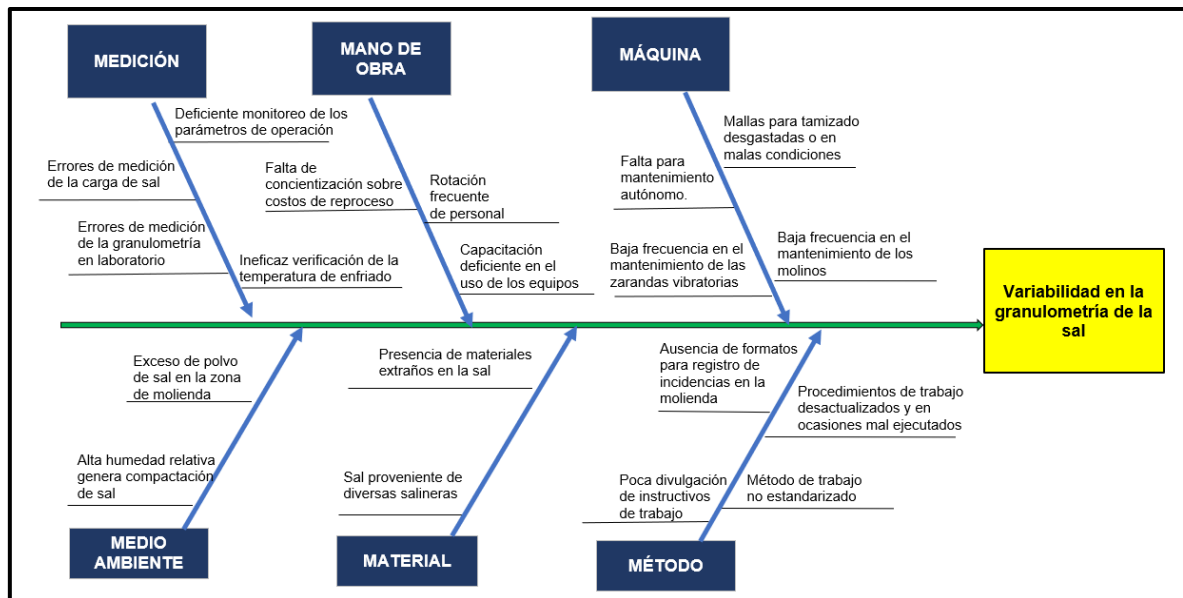 MEDICIÓN
MANO DE
OBRA
MÁQUINA
Deficiente monitoreo de los
parámetros de operación
Errores de medición
de la carga de sal
Errores de medición
de la granulometría
en laboratorio
Ineficaz verificación de la
temperatura de enfriado
Falta de
concientización sobre
costos de reproceso
Rotación
frecuente
de personal
Capacitación
deficiente en el
uso de los equipos
Mallas para tamizado
desgastadas o en
malas condiciones
Falta para
mantenimiento
autónomo.
Baja frecuencia en el
mantenimiento de las
zarandas vibratorias
Baja frecuencia en el
mantenimiento de los
molinos
Variabilidad en la
granulometría de la
sal
Exceso de polvo
de sal en la zona
de molienda
Alta humedad relativa
genera compactación
de sal
Presencia de materiales
extraños en la sal
Sal proveniente de
diversas salineras
Ausencia de formatos
para registro de
incidencias en la
molienda
Procedimientos de trabajo
desactualizados y en
ocasiones mal ejecutados
Poca divulgación
de instructivos
de trabajo
Método de trabajo
no estandarizado
MEDIO
AMBIENTE
MATERIAL
MÉTODO